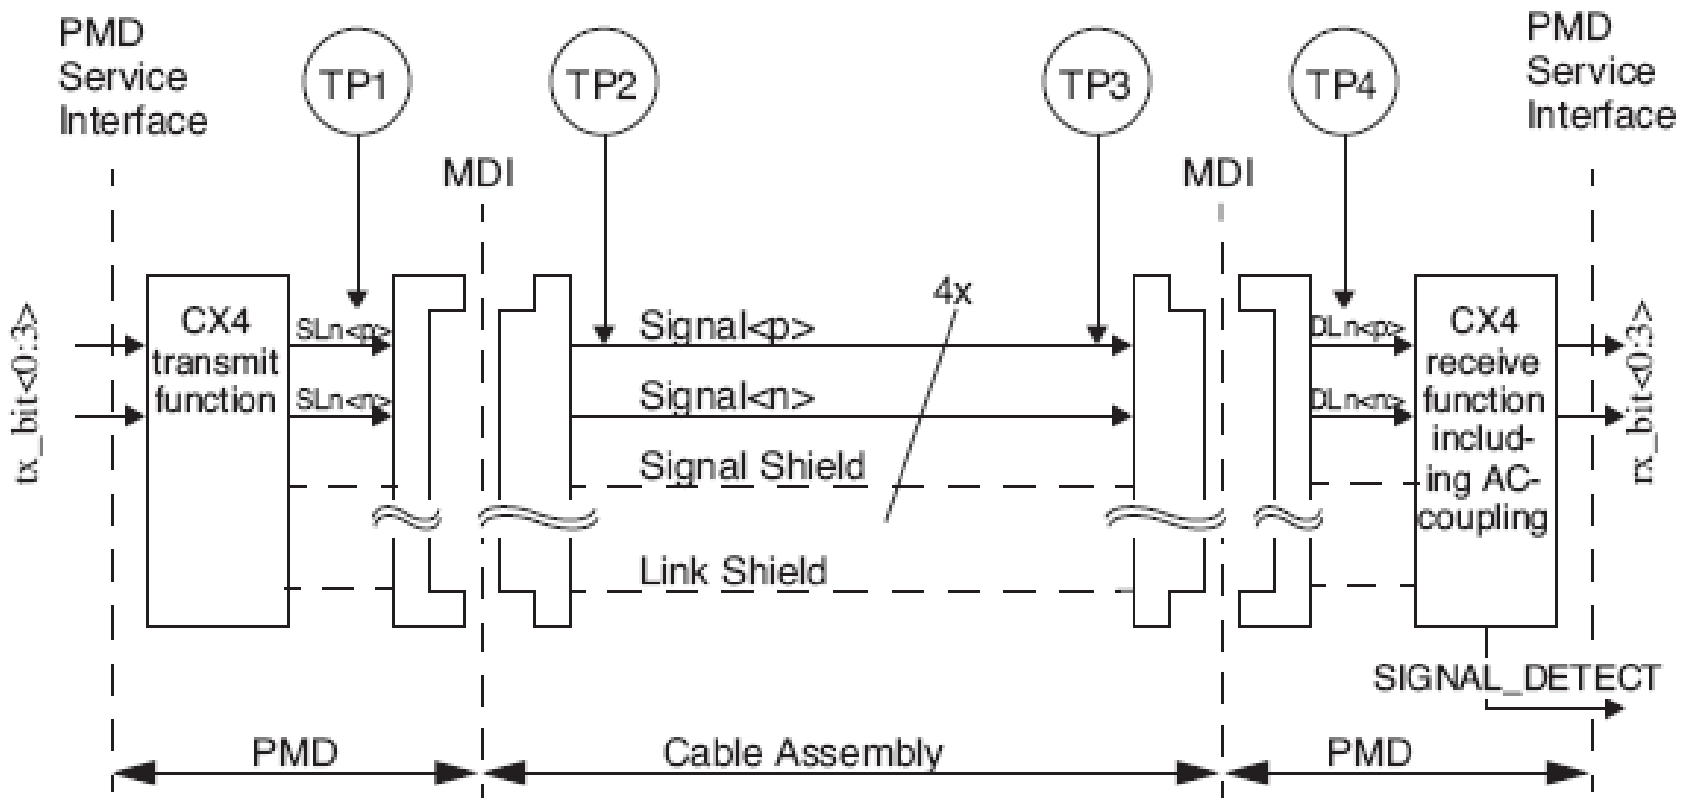 PMD
Service
Interface
TP1
TP2
TP3
TP4
PMD
Service
Interface
MDI
MDI
tx_bit<0:3>
CX4
transmit
function
SLn<p>
SLn<n>
Signal<p>
Signal<n>
Signal Shield
Link Shield
4x
DLn<p>
DLn<n>
CX4
receive
function
includ-
ing AC-
coupling
rx_bit<0:3>
SIGNAL_DETECT
PMD
Cable Assembly
PMD